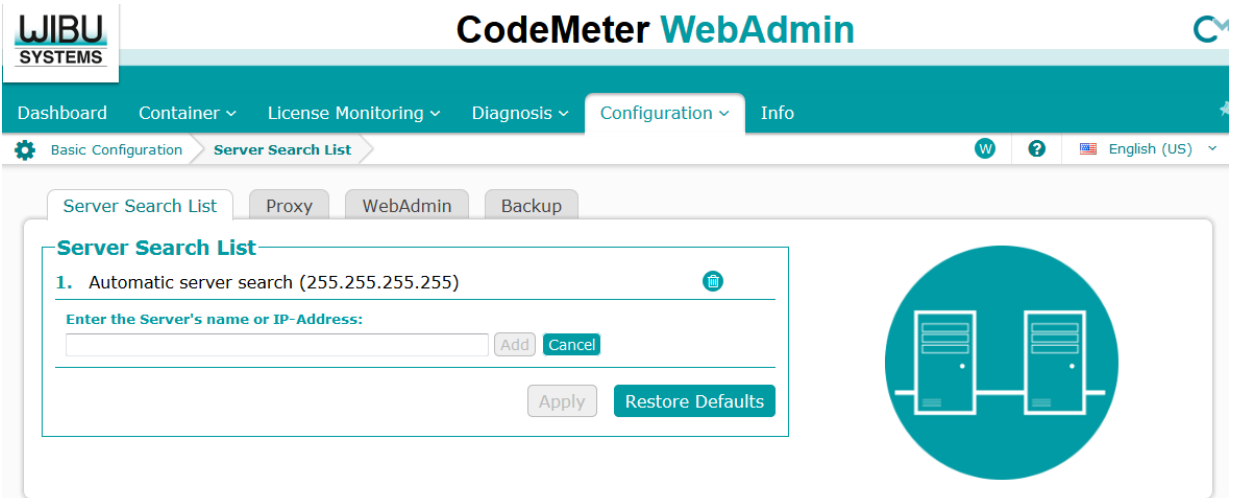 WIBU
SYSTEMS
CodeMeter WebAdmin
Dashboard Container License Monitoring Diagnosis Configuration Info
Basic Configuration Server Search List W ? English (US)
Server Search List Proxy WebAdmin Backup
Server Search List
1. Automatic server search (255.255.255.255)
Enter the Server's name or IP-Address:
Add Cancel
Apply Restore Defaults